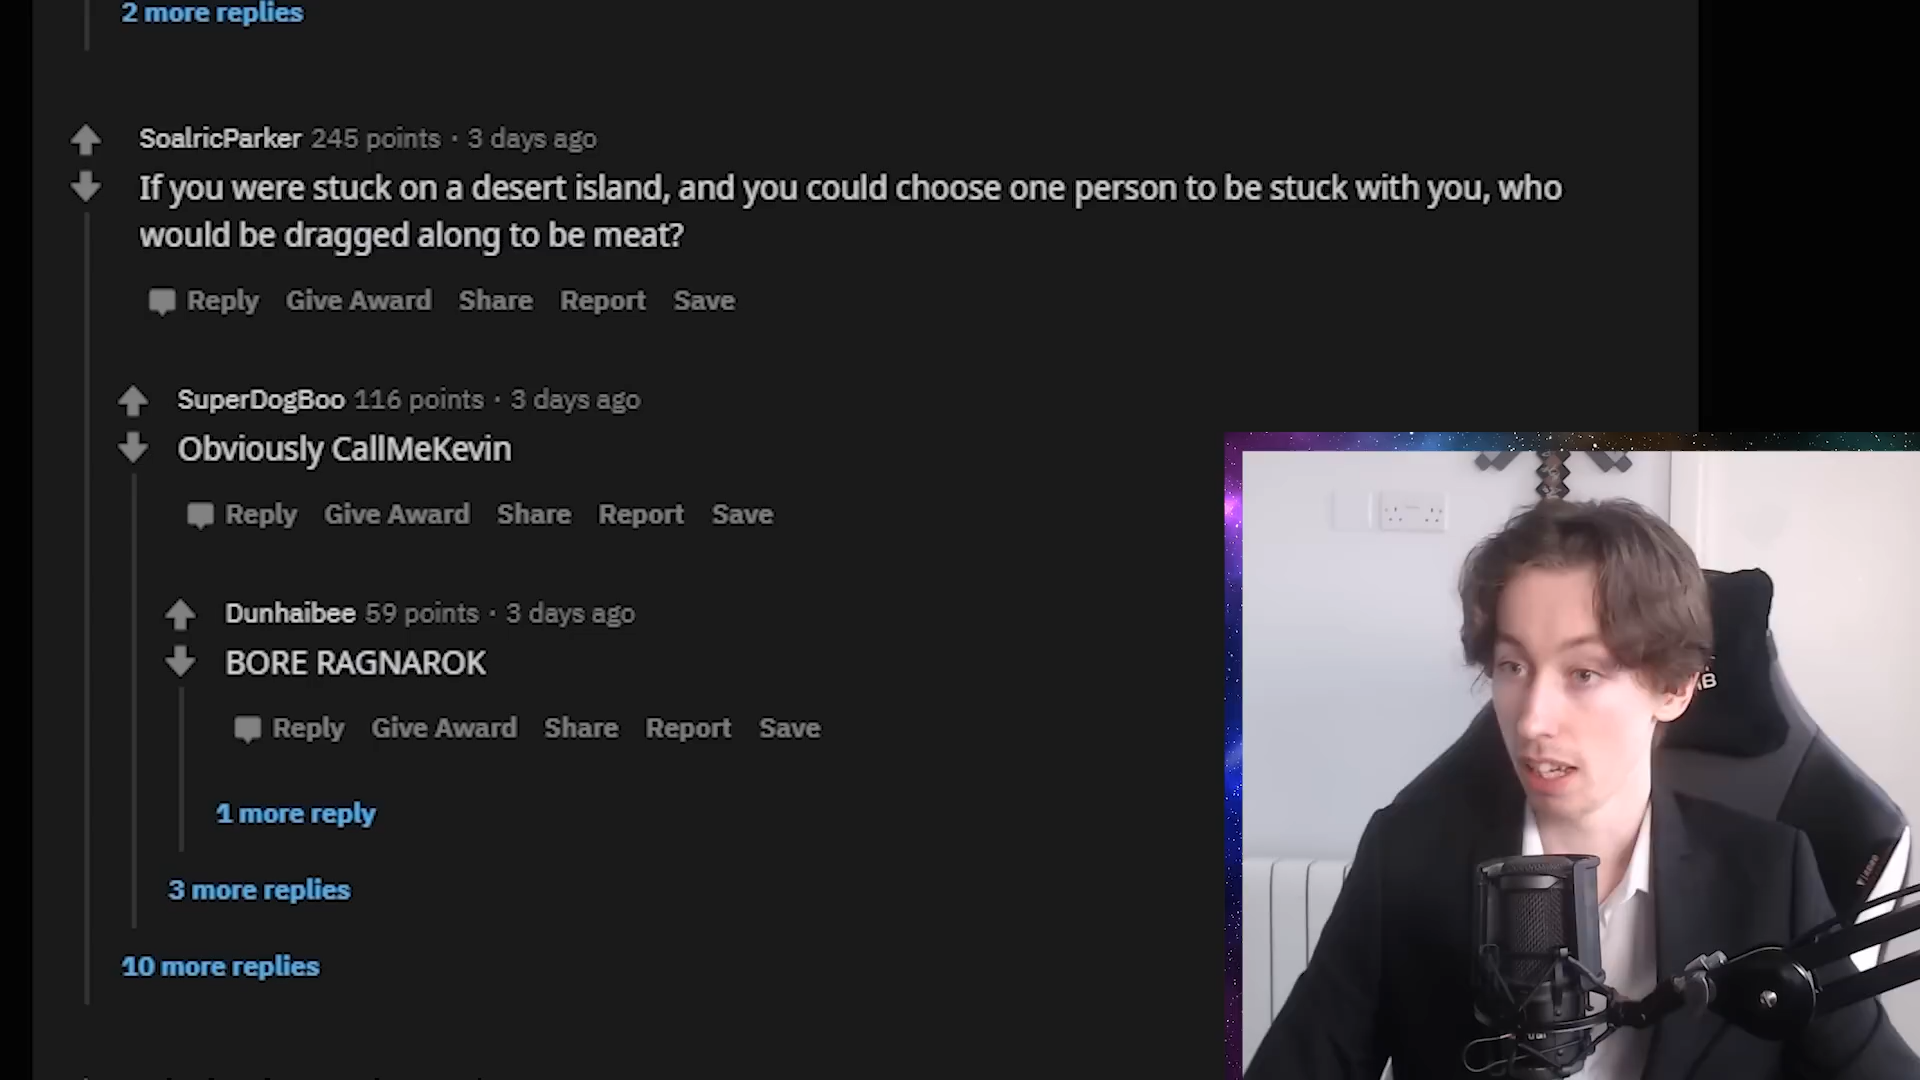 2 more replies
SoalricParker 245 points · 3 days ago
If you were stuck on a desert island, and you could choose one person to be stuck with you, who
would be dragged along to be meat?
Reply Give Award Share Report Save
SuperDogBoo 116 points · 3 days ago
Obviously CallMeKevin
Reply Give Award Share Report Save
Dunhaibee 59 points · 3 days ago
BORE RAGNAROK
Reply Give Award Share Report Save
1 more reply
3 more replies
10 more replies